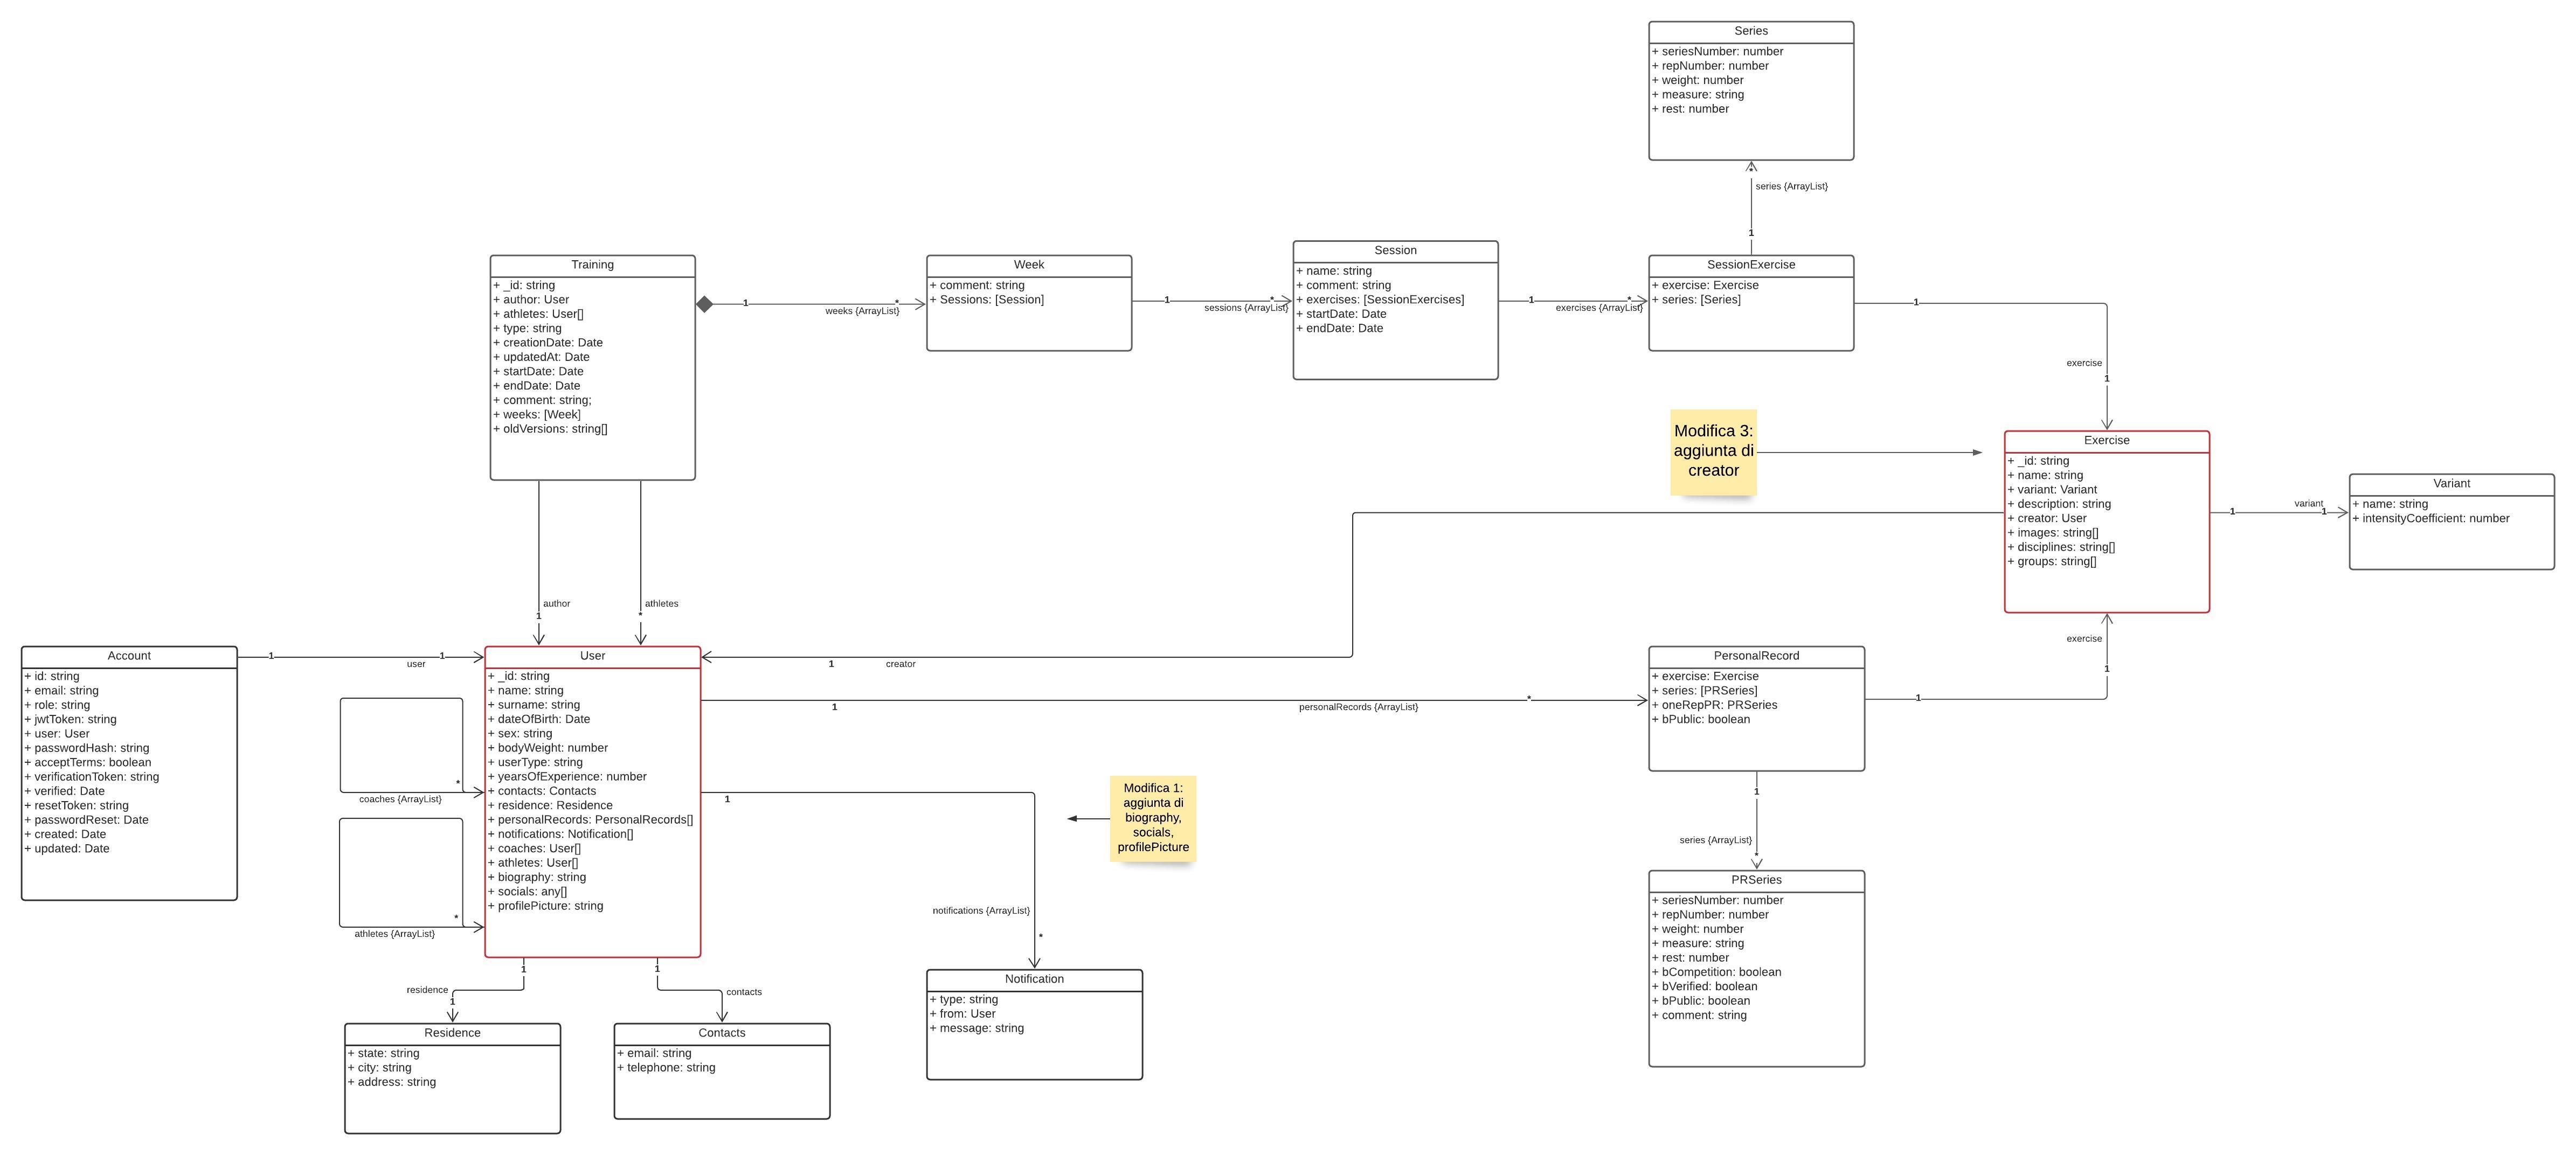 Series
+ seriesNumber: number
+ repNumber: number
+ weight: number
+ measure: string
+ rest: number
*
series {ArrayList}
1
Training
+ _id: string
+ author: User
+ athletes: User[]
+ type: string
+ creationDate: Date
+ updatedAt: Date
+ startDate: Date
+ endDate: Date
+ comment: string;
+ weeks: [Week]
+ oldVersions: string[]
1
*
weeks {ArrayList}
Week
+ comment: string
+ Sessions: [Session]
1
*
sessions {ArrayList}
Session
+ name: string
+ comment: string
+ exercises: [SessionExercises]
+ startDate: Date
+ endDate: Date
1
*
exercises {ArrayList}
SessionExercise
+ exercise: Exercise
+ series: [Series]
1
exercise
1
Modifica 3:
aggiunta di
creator
Exercise
+ _id: string
+ name: string
+ variant: Variant
+ description: string
+ creator: User
+ images: string[]
+ disciplines: string[]
+ groups: string[]
variant
1
1
Variant
+ name: string
+ intensityCoefficient: number
author
1
athletes
*
Account
+ id: string
+ email: string
+ role: string
+ jwtToken: string
+ user: User
+ passwordHash: string
+ acceptTerms: boolean
+ verificationToken: string
+ verified: Date
+ resetToken: string
+ passwordReset: Date
+ created: Date
+ updated: Date
1
1
user
*
coaches {ArrayList}
*
athletes {ArrayList}
User
+ _id: string
+ name: string
+ surname: string
+ dateOfBirth: Date
+ sex: string
+ bodyWeight: number
+ userType: string
+ yearsOfExperience: number
+ contacts: Contacts
+ residence: Residence
+ personalRecords: PersonalRecords[]
+ notifications: Notification[]
+ coaches: User[]
+ athletes: User[]
+ biography: string
+ socials: any[]
+ profilePicture: string
1
creator
1
personalRecords {ArrayList}
*
PersonalRecord
+ exercise: Exercise
+ series: [PRSeries]
+ oneRepPR: PRSeries
+ bPublic: boolean
1
exercise
1
1
notifications {ArrayList}
*
Modifica 1:
aggiunta di
biography,
socials,
profilePicture
1
series {ArrayList}
*
PRSeries
+ seriesNumber: number
+ repNumber: number
+ weight: number
+ measure: string
+ rest: number
+ bCompetition: boolean
+ bVerified: boolean
+ bPublic: boolean
+ comment: string
1
residence
1
1
contacts
Residence
+ state: string
+ city: string
+ address: string
Contacts
+ email: string
+ telephone: string
Notification
+ type: string
+ from: User
+ message: string